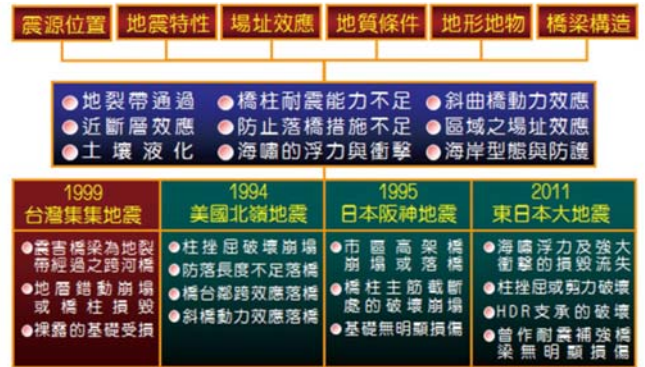 震源位置 地震特性 場址效應 地質條件 地形地物 橋梁構造
地裂帶通過 橋柱耐震能力不足 斜曲橋動力效應
近斷層效應 防止落橋措施不足 區域之場址效應
土壤液化 海嘯的浮力與衝擊 海岸型態與防護
1999
台灣集集地震
震害橋梁為地裂
帶經過之跨河橋
地層錯動崩塌
或橋柱損毀
裸露的基礎受損
1994
美國北嶺地震
柱挫屈破壞崩塌
防落長度不足落橋
橋台鄰跨效應落橋
斜橋動力效應落橋
1995
日本阪神地震
市區高架橋
崩塌或落橋
橋柱主筋截斷
處的破壞崩塌
基礎無明顯損傷
2011
東日本大地震
海嘯浮力及強大
衝擊的損毀流失
柱挫屈或剪力破壞
HDR支承的破壞
曾作耐震補強橋
梁無明顯損傷